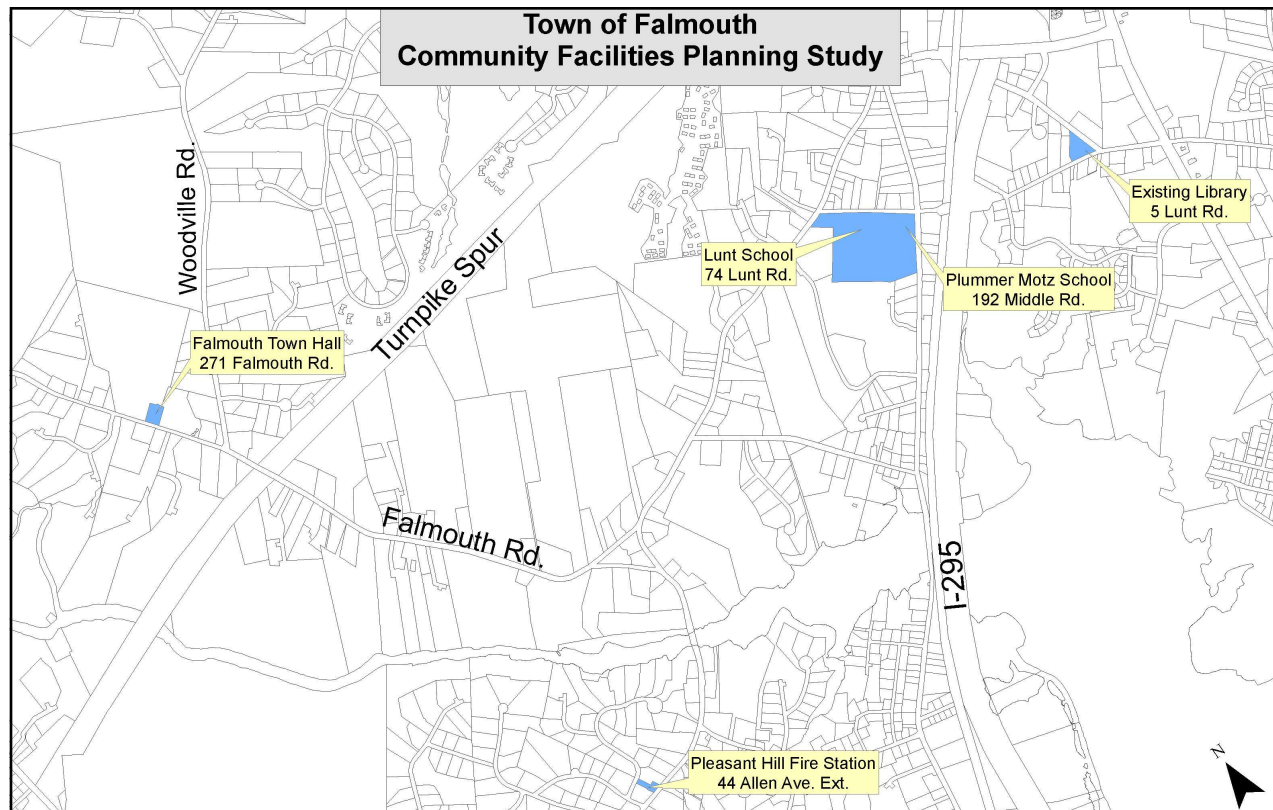 Town of Falmouth
Community Facilities Planning Study
Woodville Rd.
Turnpike Spur
Existing Library
5 Lunt Rd.
Lunt School
74 Lunt Rd.
Plummer Motz School
192 Middle Rd.
Falmouth Town Hall
271 Falmouth Rd.
Falmouth Rd.
I-295
Pleasant Hill Fire Station
44 Allen Ave. Ext.
N